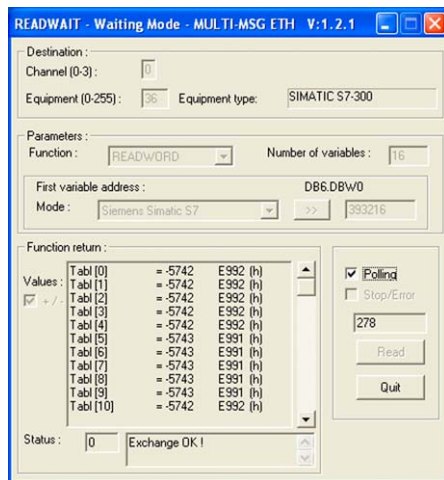 READWAIT - Waiting Mode - MULTI-MSG ETH V:1.2.1
Destination :
Channel (0-3) : 0
Equipment (0-255) : 36 Equipment type: SIMATIC S7-300
Parameters :
Function : READWORD Number of variables : 16
First variable address : DB6.DBW0
Mode : Siemens Simatic S7 >> 393216
Function return :
Values :
+ / -
Tabl [0] = -5742 E992 (h)
Tabl [1] = -5742 E992 (h)
Tabl [2] = -5742 E992 (h)
Tabl [3] = -5742 E992 (h)
Tabl [4] = -5742 E992 (h)
Tabl [5] = -5743 E991 (h)
Tabl [6] = -5743 E991 (h)
Tabl [7] = -5743 E991 (h)
Tabl [8] = -5743 E991 (h)
Tabl [9] = -5743 E991 (h)
Tabl [10] = -5742 E992 (h)
Status : 0 Exchange OK !
Polling
Stop/Error
278
Read
Quit